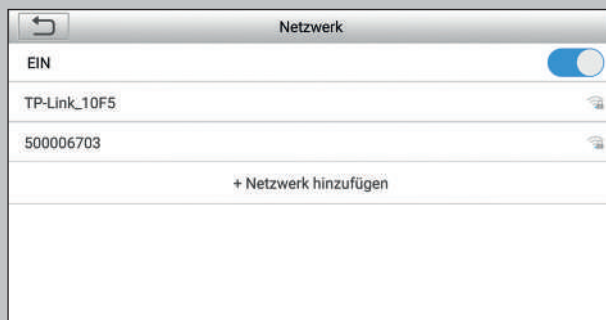 Netzwerk
EIN
TP-Link_10F5
500006703
+ Netzwerk hinzufügen